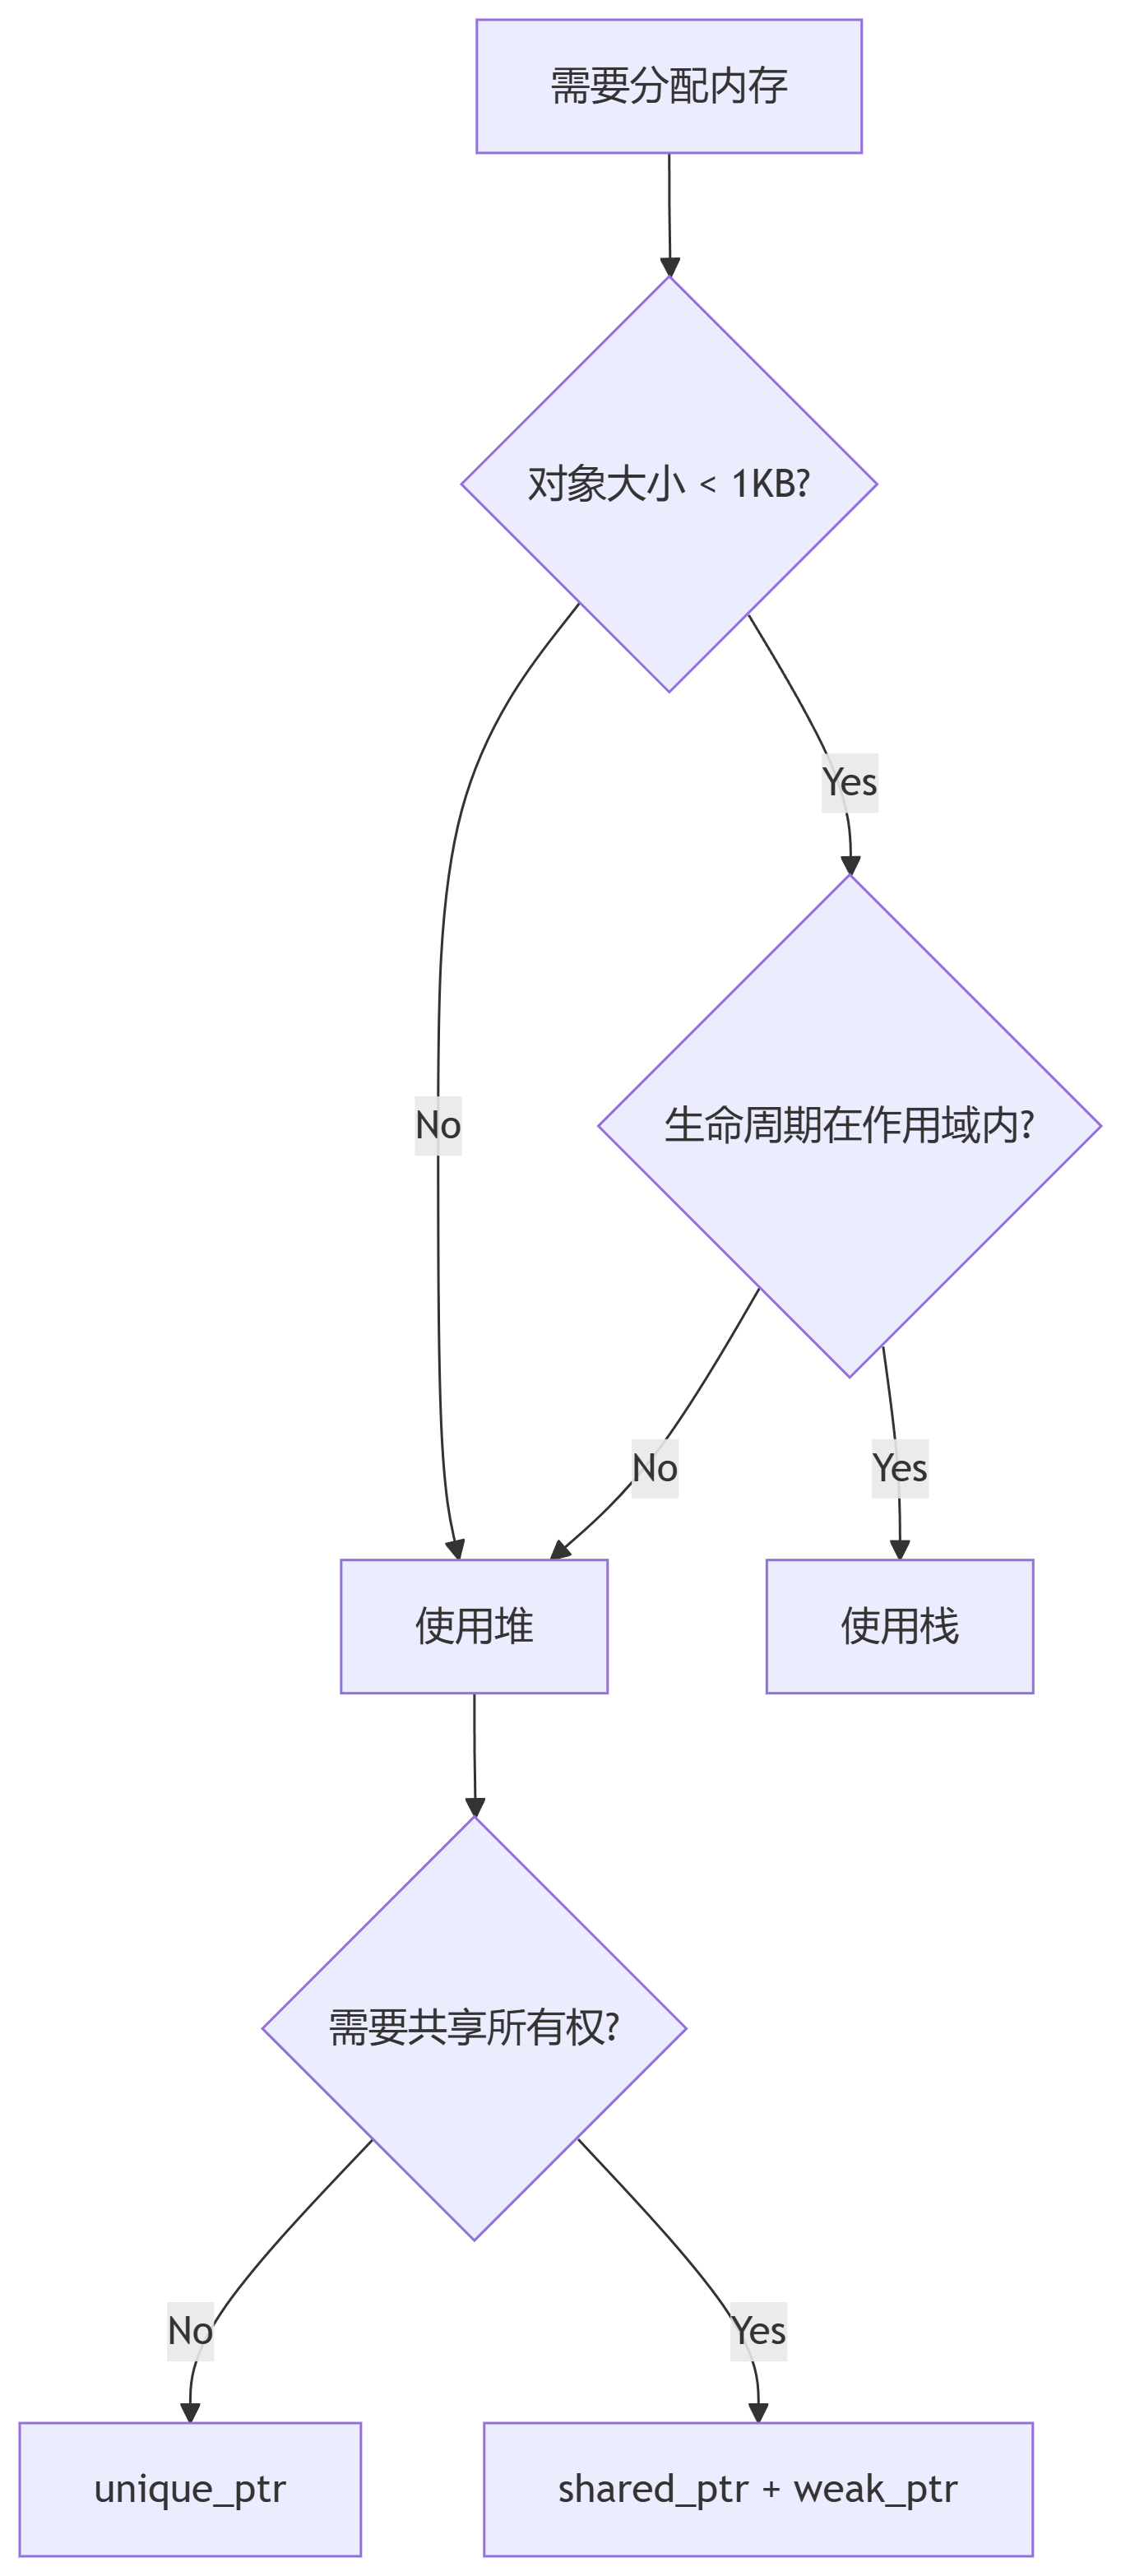 需要分配内存
对象大小 < 1KB?
Yes
No
生命周期在作用域内?
No
Yes
使用堆
使用栈
需要共享所有权?
No
Yes
unique_ptr
shared_ptr + weak_ptr